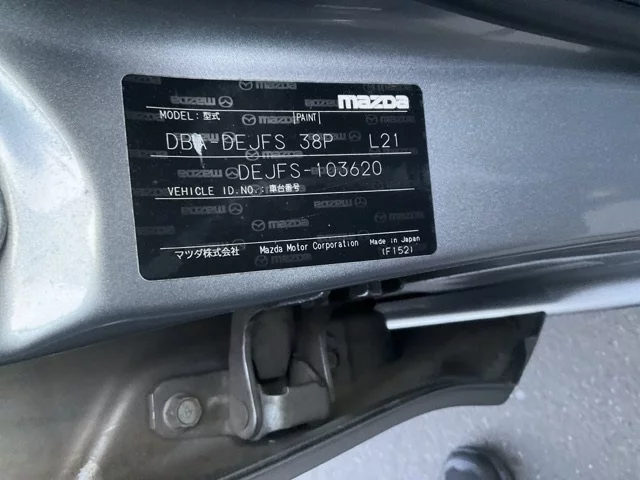 mazda
MODEL: 型式 PAINT
DBA-DEJFS 38P L21
DEJFS-103620
VEHICLE ID.NO.: 車台番号
マツダ株式会社 Mazda Motor Corporation Made in Japan
(F152)